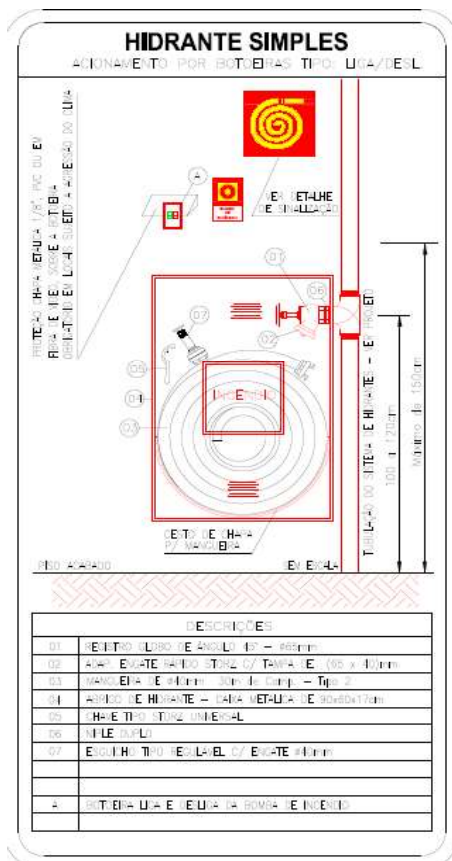 HIDRANTE SIMPLES
ACIONAMENTO POR BOTOEIRAS TIPO: LIGA/DESL
PROTEÇÃO CHAPA METÁLICA 1/8", PVC OU EM
FIBRA DE VIDRO, SOBRE A BOTOEIRA
OBRIGATÓRIO EM LOCAIS SUJEITO A AGRESSÃO DO CLIMA
A
VER DETALHE
DE SINALIZAÇÃO
01
06
02
07
05
04
03
INCÊNDIO
CESTO DE CHAPA
P/ MANGUEIRA
TUBULAÇÃO DO SISTEMA DE HIDRANTES - VER PROJETO
100 a 120cm
Máximo de 150cm
PISO ACABADO
SEM ESCALA
DESCRIÇÕES
01 REGISTRO GLOBO DE ÂNGULO 45° - ø65mm
02 ADAP. ENGATE RÁPIDO STORZ C/ TAMPA DE (65 x 40)mm
03 MANGUEIRA DE ø40mm 30m de Comp. - Tipo 2
04 ABRIGO DE HIDRANTE - CAIXA METÁLICA DE 90x60x17cm
05 CHAVE TIPO STORZ UNIVERSAL
06 NIPLE DUPLO
07 ESGUICHO TIPO REGULÁVEL C/ ENGATE ø40mm
A BOTOEIRA LIGA E DESLIGA DA BOMBA DE INCÊNDIO